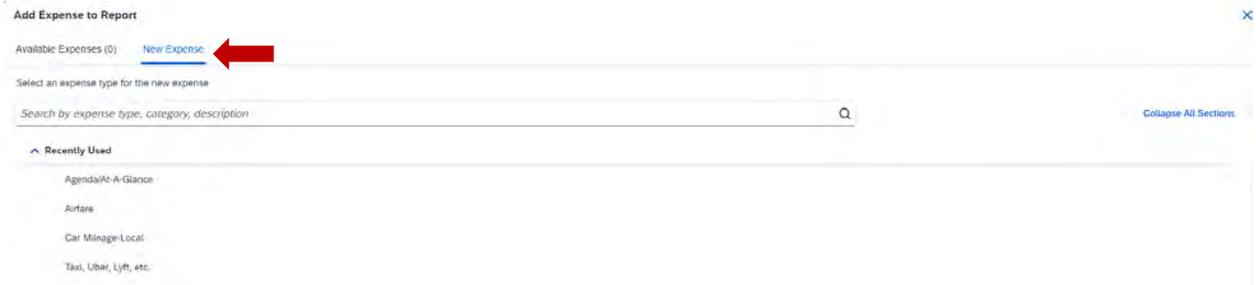 Add Expense to Report
Available Expenses (0) New Expense
Select an expense type for the new expense
Search by expense type, category, description
Collapse All Sections
Recently Used
Agenda/At-A-Glance
Airfare
Car Mileage-Local
Taxi, Uber, Lyft, etc.